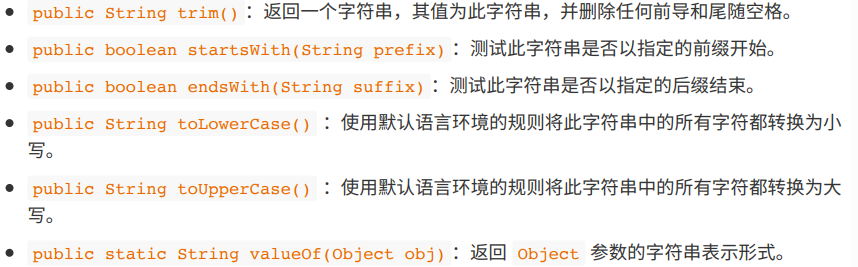 • public String trim()：返回一个字符串，其值为此字符串，并删除任何前导和尾随空格。
• public boolean startsWith(String prefix)：测试此字符串是否以指定的前缀开始。
• public boolean endsWith(String suffix)：测试此字符串是否以指定的后缀结束。
• public String toLowerCase() ：使用默认语言环境的规则将此字符串中的所有字符都转换为小
写。
• public String toUpperCase() ：使用默认语言环境的规则将此字符串中的所有字符都转换为大
写。
• public static String valueOf(Object obj)：返回 Object 参数的字符串表示形式。